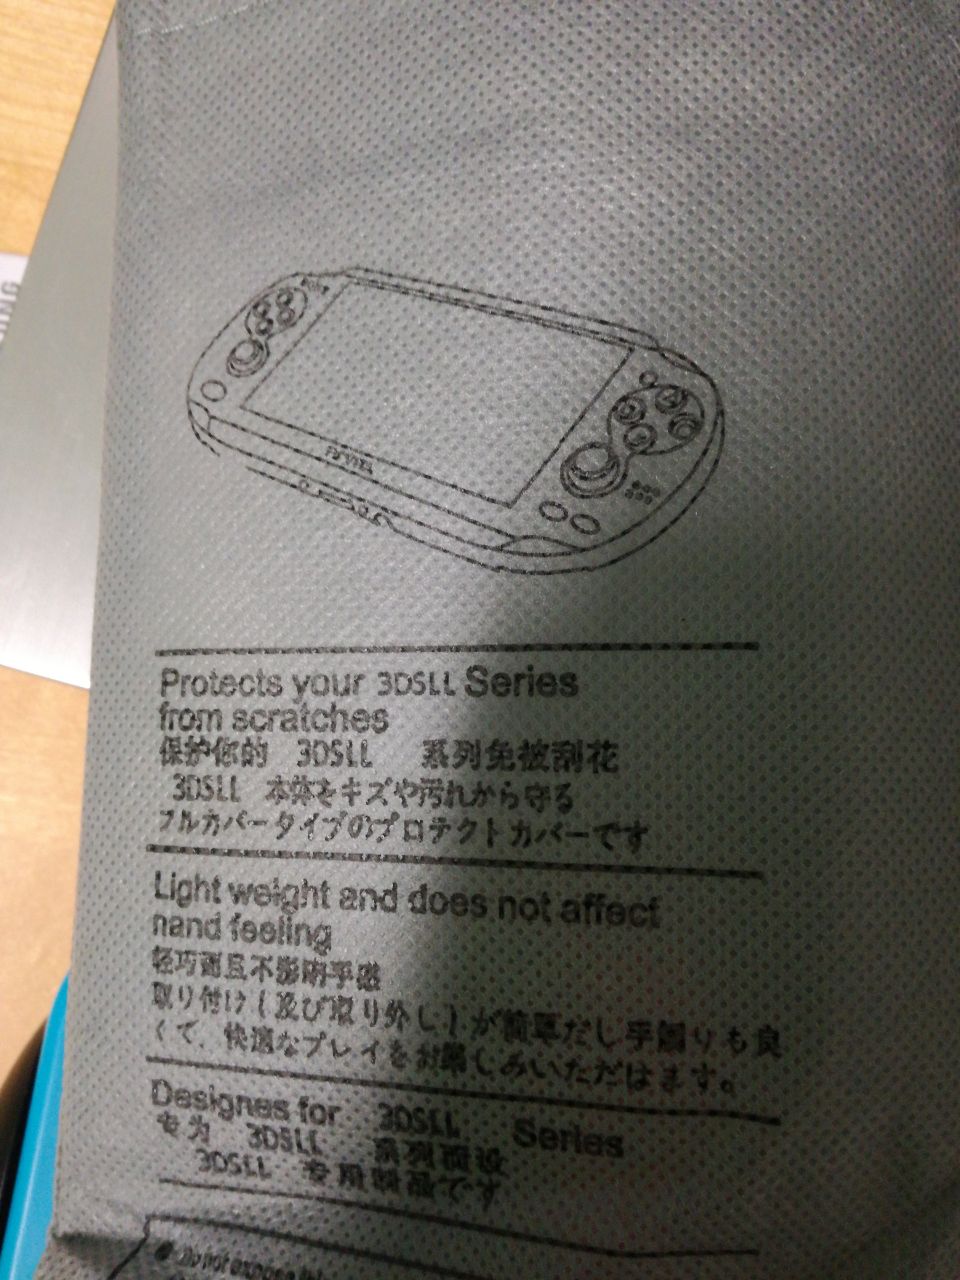 Protects your 3DSLL Series
from scratches
保护你的 3DSLL 系列免被刮花
3DSLL 本体をキズや汚れから守る
フルカバータイプのプロテクトカバーです
Light weight and does not affect
hand feeling
轻巧而且不影响手感
取り付け(及び取り外し)が簡単だし手触りも良
くて、快適なプレイをお楽しみいただけます。
Designes for 3DSLL Series
专为 3DSLL 系列而设
3DSLL 专用製品です
Do not expose